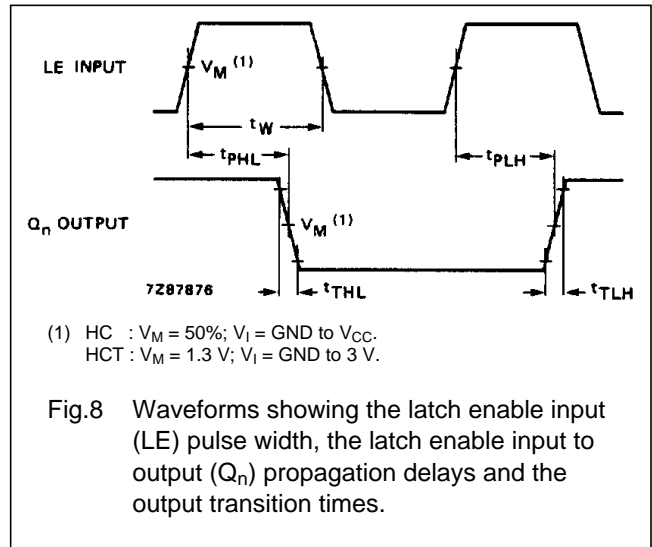 LE INPUT
VM (1)
tW
tPHL
tPLH
Qn OUTPUT
VM (1)
7Z87876
tTHL
tTLH
(1) HC : VM = 50%; VI = GND to VCC.
HCT : VM = 1.3 V; VI = GND to 3 V.
Fig.8 Waveforms showing the latch enable input
(LE) pulse width, the latch enable input to
output (Qn) propagation delays and the
output transition times.